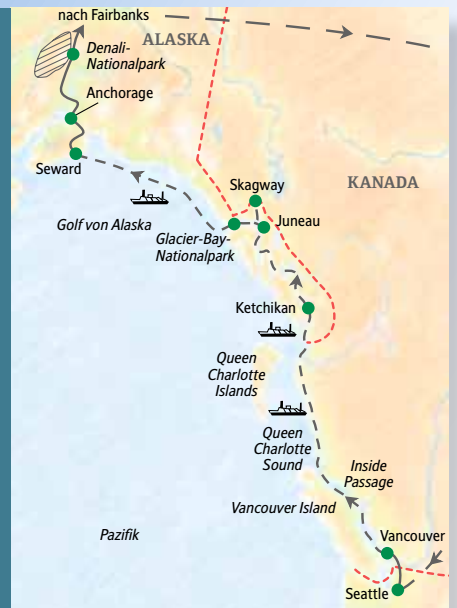 nach Fairbanks
ALASKA
Denali-
Nationalpark
Anchorage
Seward
Skagway
KANADA
Golf von Alaska
Juneau
Glacier-Bay-
Nationalpark
Ketchikan
Queen
Charlotte
Islands
Queen
Charlotte
Sound
Inside
Passage
Vancouver Island
Pazifik
Vancouver
Seattle